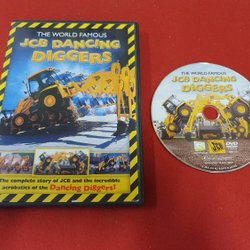 THE WORLD FAMOUS
JCB DANCING
DIGGERS
The complete story of JCB and the incredible
acrobatics of the Dancing Diggers!
THE WORLD FAMOUS
JCB DANCING
DIGGERS
JCB
DVD